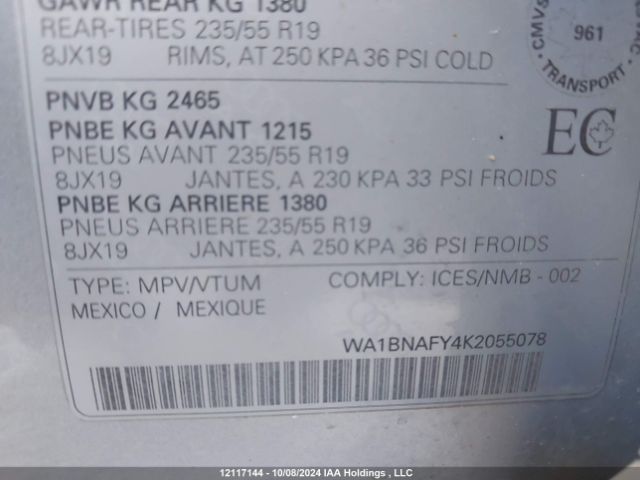 GAWR REAR KG 1380
REAR-TIRES 235/55 R19
8JX19 RIMS, AT 250 KPA 36 PSI COLD
CMVS
961
TRANSPORT
PNVB KG 2465
PNBE KG AVANT 1215
EC
PNEUS AVANT 235/55 R19
8JX19 JANTES, A 230 KPA 33 PSI FROIDS
PNBE KG ARRIERE 1380
PNEUS ARRIERE 235/55 R19
8JX19 JANTES, A 250 KPA 36 PSI FROIDS
TYPE: MPV/VTUM COMPLY: ICES/NMB - 002
MEXICO / MEXIQUE
WA1BNAFY4K2055078
12117144 - 10/08/2024 IAA Holdings , LLC